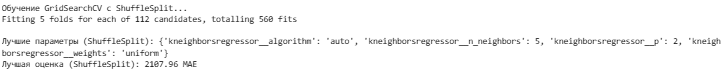 Обучение GridSearchCV с ShuffleSplit...
Fitting 5 folds for each of 112 candidates, totalling 560 fits
Лучшие параметры (ShuffleSplit): {'kneighborsregressor__algorithm': 'auto', 'kneighborsregressor__n_neighbors': 5, 'kneighborsregressor__p': 2, 'kneigh
borsregressor__weights': 'uniform'}
Лучшая оценка (ShuffleSplit): 2107.96 MAE